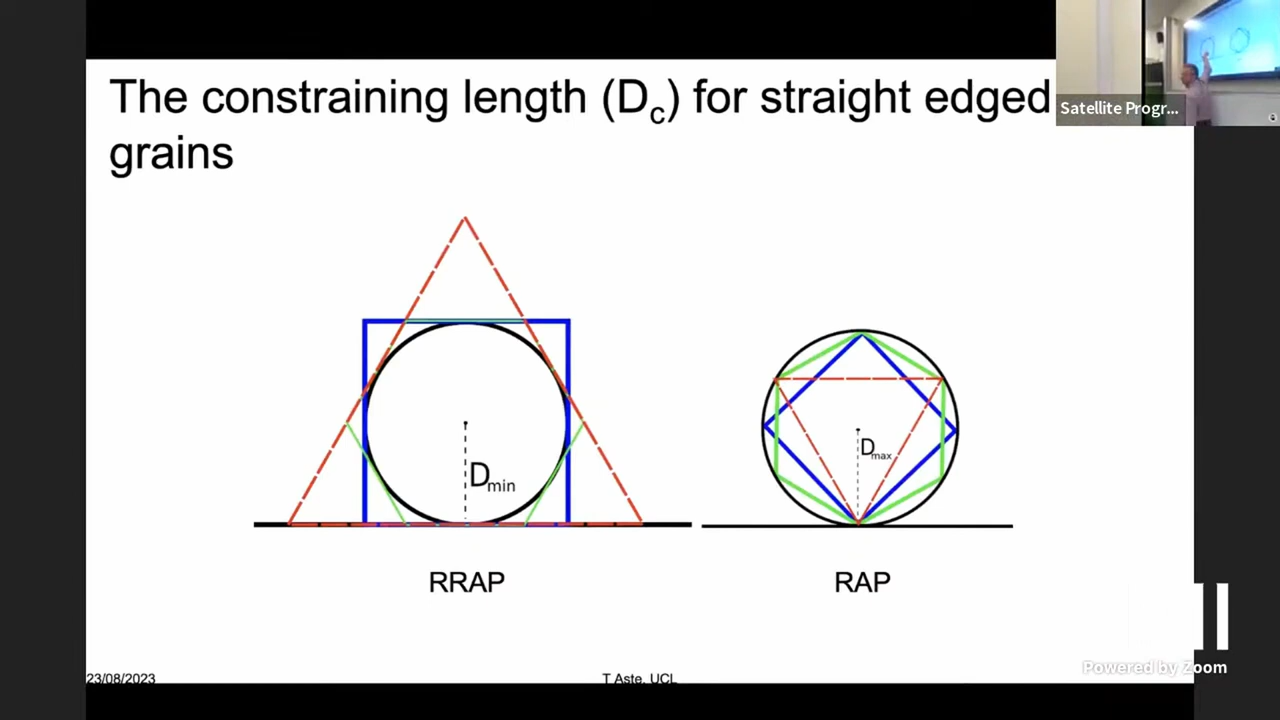 The constraining length (Dc) for straight edged
grains
Satellite Progr...
Dmin
Dmax
RRAP
RAP
Powered by Zoom
23/08/2023
T Aste, UCL